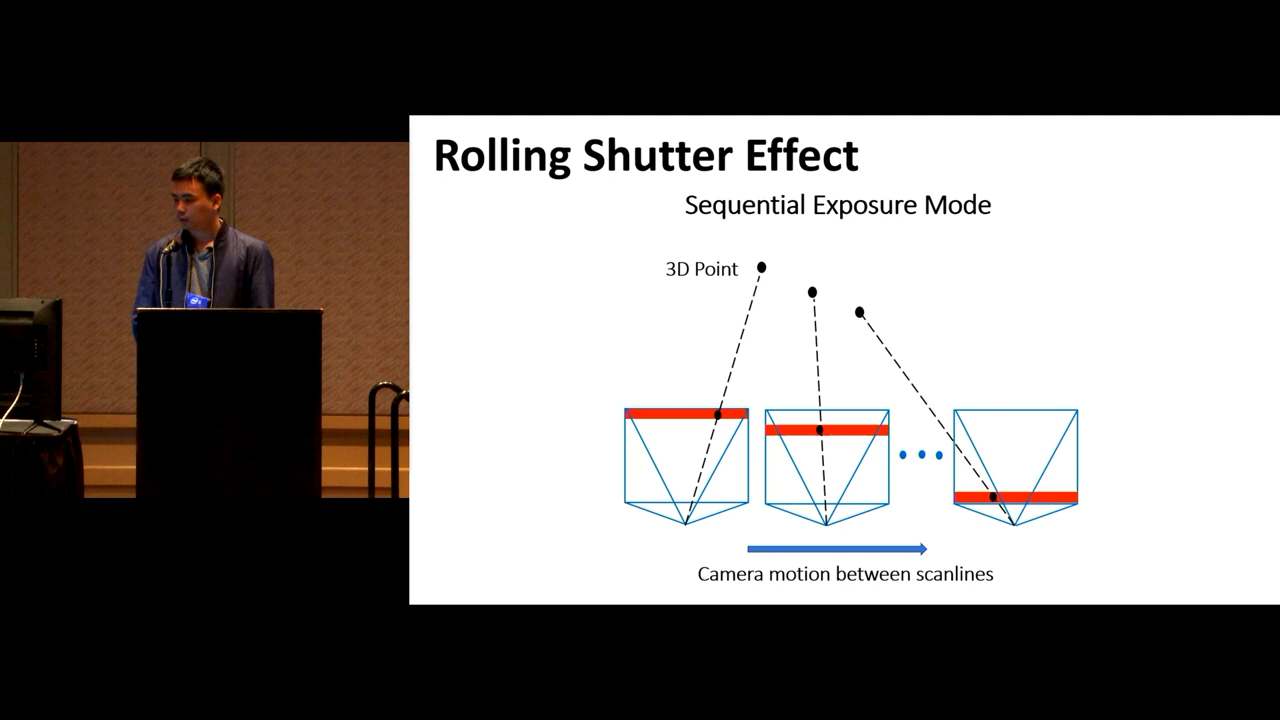 Rolling Shutter Effect
Sequential Exposure Mode
3D Point
Camera motion between scanlines